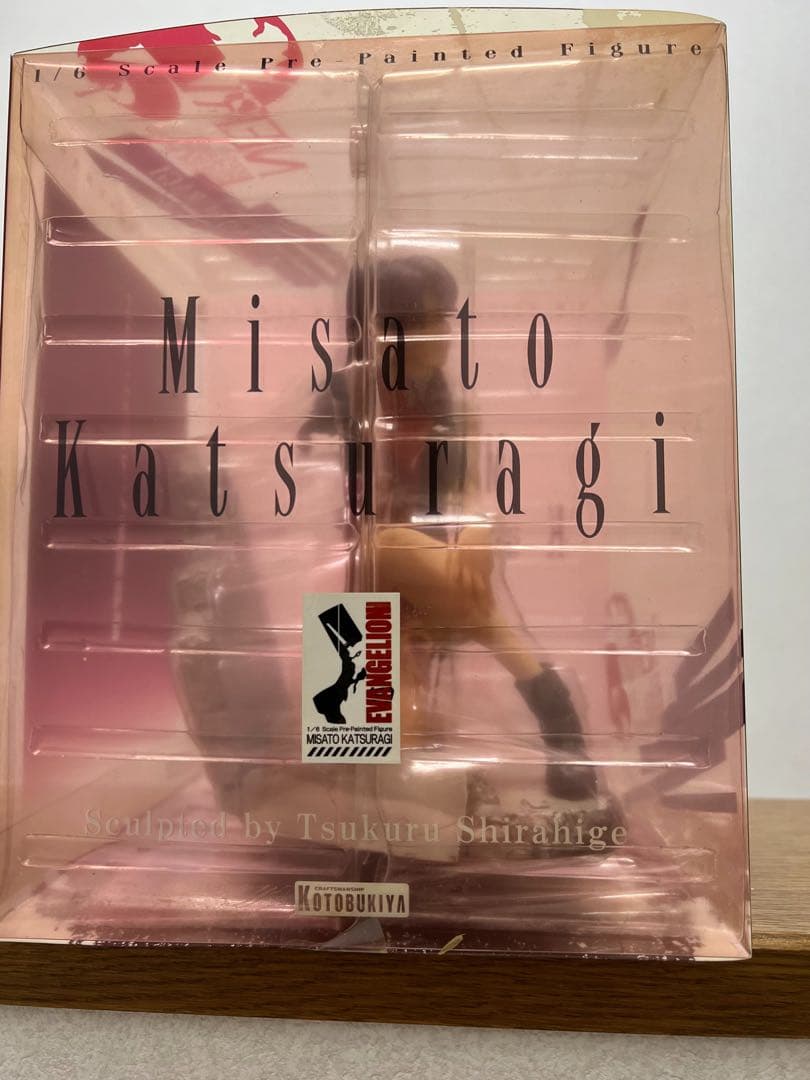 1/6 Scale Pre-Painted Figure
Misato
Katsuragi
EVANGELION
1/6 Scale Pre-Painted Figure
MISATO KATSURAGI
Sculpted by Tsukuru Shirahige
CRAFTSMANSHIP
KOTOBUKIYA